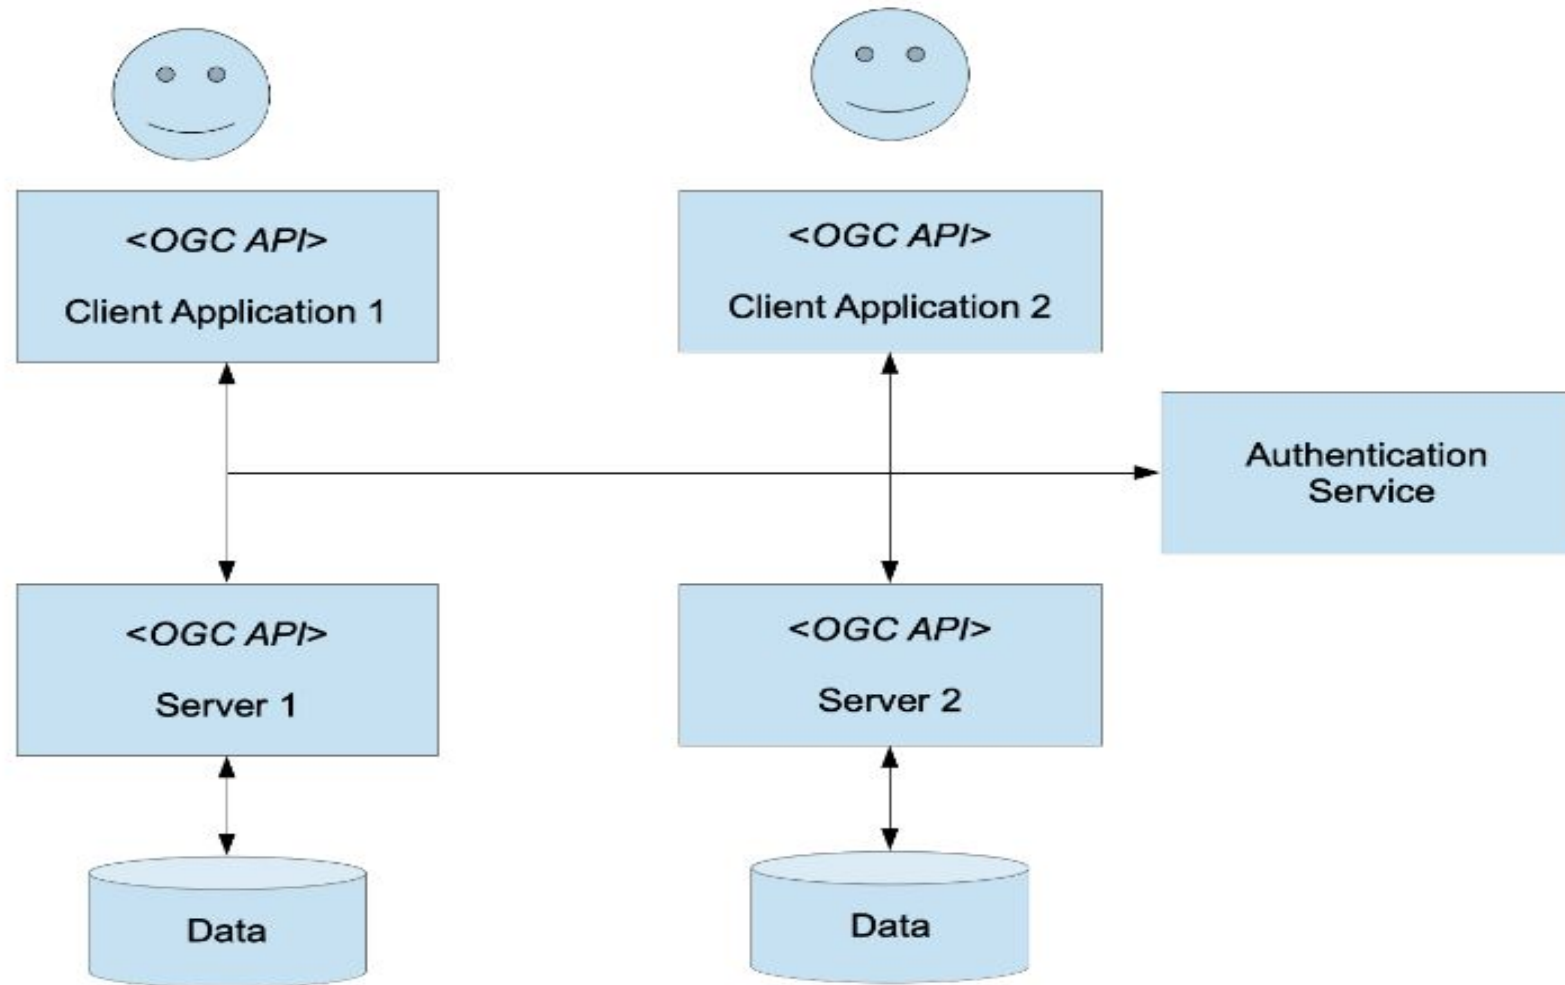 <OGC API>
Client Application 1
<OGC API>
Client Application 2
Authentication
Service
<OGC API>
Server 1
<OGC API>
Server 2
Data
Data